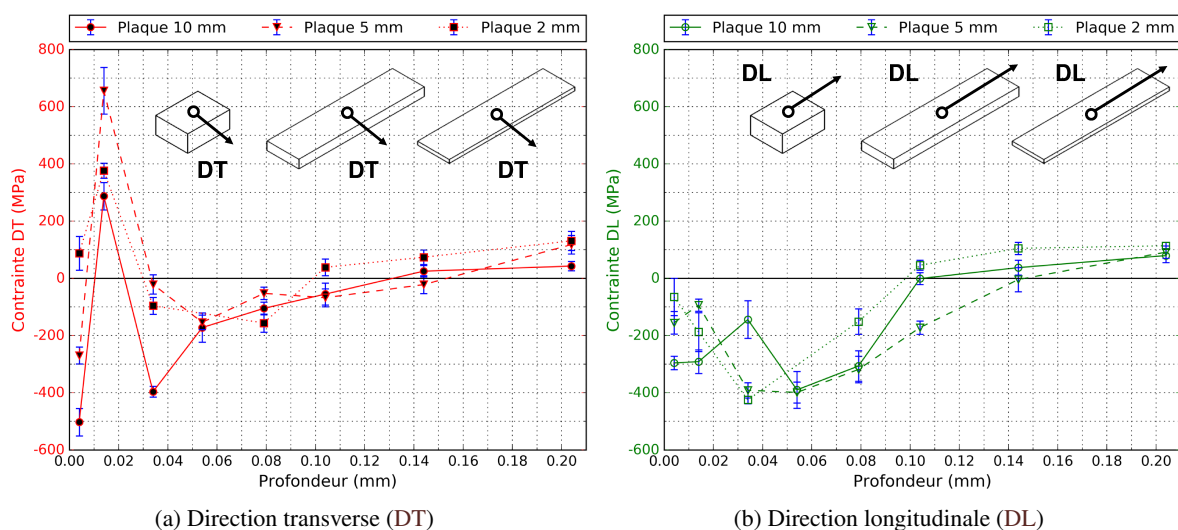 Plaque 10 mm Plaque 5 mm Plaque 2 mm
800
600
400
200
0
-200
-400
-600
Contrainte DT (MPa)
DT DT DT
0.00 0.02 0.04 0.06 0.08 0.10 0.12 0.14 0.16 0.18 0.20
Profondeur (mm)
(a) Direction transverse (DT)
Plaque 10 mm Plaque 5 mm Plaque 2 mm
800
600
400
200
0
-200
-400
-600
Contrainte DL (MPa)
DL DL DL
0.00 0.02 0.04 0.06 0.08 0.10 0.12 0.14 0.16 0.18 0.20
Profondeur (mm)
(b) Direction longitudinale (DL)